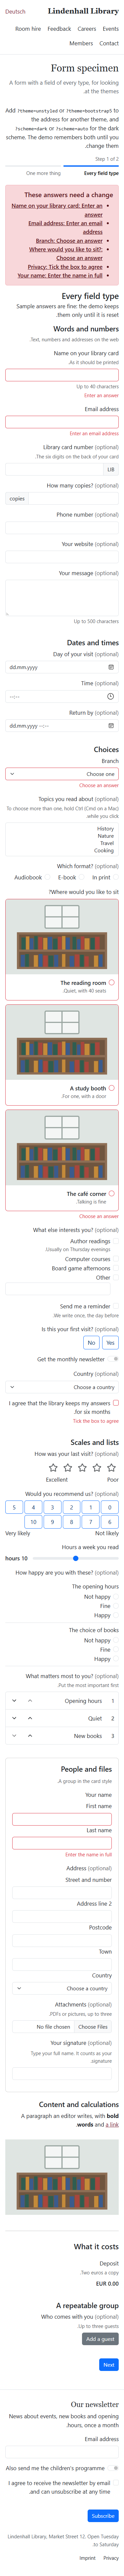 Lindenhall Library
Deutsch
Room hire Feedback Careers Events
Members Contact
Form specimen
A form with a field of every type, for looking
at the themes.
Add ?theme=unstyled or ?theme=bootstrap5 to
the address for another theme, and
?scheme=dark or ?scheme=auto for the dark
scheme. The demo remembers both until you
change them.
Step 1 of 2
Every field type
One more thing
These answers need a change
Name on your library card: Enter an
answer
Email address: Enter an email
address
Branch: Choose an answer
Where would you like to sit?:
Choose an answer
Privacy: Tick the box to agree
Your name: Enter the name in full
Every field type
Sample answers are fine: the demo keeps
them only until it is reset.
Words and numbers
Text, numbers and addresses on the web.
Name on your library card
As it should be printed.
Up to 40 characters
Enter an answer
Email address
Enter an email address
Library card number (optional)
The six digits on the back of your card.
LIB
How many copies? (optional)
copies
Phone number (optional)
Your website (optional)
Your message (optional)
Up to 500 characters
Dates and times
Day of your visit (optional)
dd.mm.yyyy
Time (optional)
--:--
Return by (optional)
dd.mm.yyyy --:--
Choices
Branch
Choose one
Choose an answer
Topics you read about (optional)
To choose more than one, hold Ctrl (Cmd on a Mac)
while you click
History
Nature
Travel
Cooking
Which format? (optional)
In print
E-book
Audiobook
Where would you like to sit?
The reading room
Quiet, with 40 seats.
A study booth
For one, with a door.
The café corner
Talking is fine.
Choose an answer
What else interests you? (optional)
Author readings
Usually on Thursday evenings.
Computer courses
Board game afternoons
Other
Send me a reminder
We write once, the day before.
Is this your first visit? (optional)
Yes
No
Get the monthly newsletter
Country (optional)
Choose a country
I agree that the library keeps my answers
for six months.
Tick the box to agree
Scales and lists
How was your last visit? (optional)
Poor
Excellent
Would you recommend us? (optional)
0 1 2 3 4 5
6 7 8 9 10
Not likely
Very likely
Hours a week you read
10 hours
How happy are you with these? (optional)
The opening hours
Not happy
Fine
Happy
The choice of books
Not happy
Fine
Happy
What matters most to you? (optional)
Put the most important first.
1 Opening hours
2 Quiet
3 New books
People and files
A group in the card style.
Your name
First name
Last name
Enter the name in full
Address (optional)
Street and number
Address line 2
Postcode
Town
Country
Choose a country
Attachments (optional)
PDFs or pictures, up to three.
Choose Files No file chosen
Your signature (optional)
Type your full name. It counts as your
signature.
Content and calculations
A paragraph an editor writes, with bold
words and a link.
What it costs
Deposit
Two euros a copy.
EUR 0.00
A repeatable group
Who comes with you (optional)
Up to three guests.
Add a guest
Next
Our newsletter
News about events, new books and opening
hours, once a month.
Email address
Also send me the children's programme
I agree to receive the newsletter by email
and can unsubscribe at any time.
Subscribe
Lindenhall Library, Market Street 12. Open Tuesday
to Saturday.
Privacy
Imprint